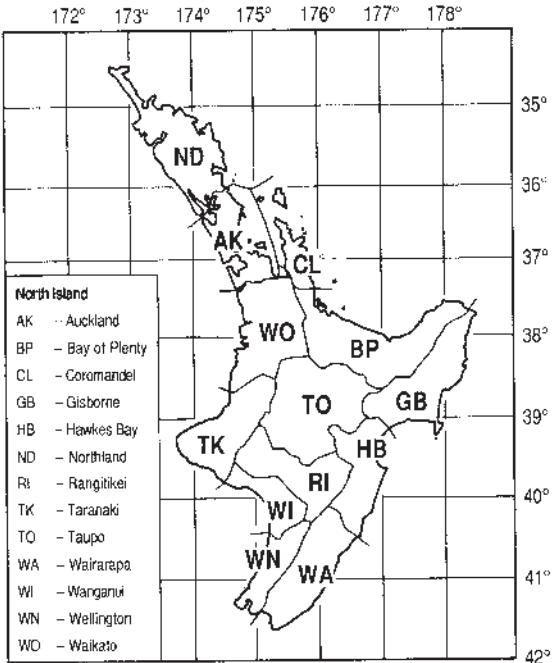 172° 173° 174° 175° 176° 177° 178°
35°
ND
36°
AK
CL
37°
North Island
AK - Auckland
BP - Bay of Plenty
CL - Coromandel
GB - Gisborne
HB - Hawkes Bay
ND - Northland
RI - Rangitikei
TK - Taranaki
TO - Taupo
WA - Wairarapa
WI - Wanganui
WN - Wellington
WO - Waikato
WO
BP
38°
TO
GB
39°
TK
HB
RI
40°
WI
WN
WA
41°
42°